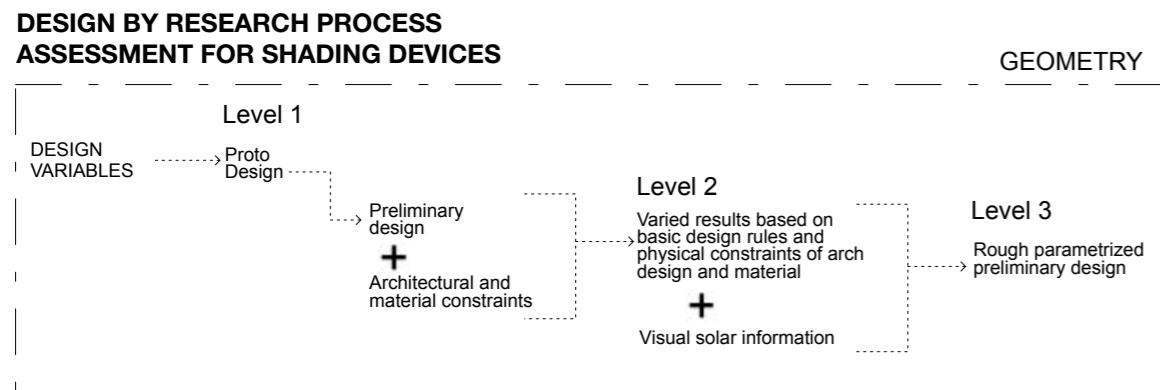 DESIGN BY RESEARCH PROCESS
ASSESSMENT FOR SHADING DEVICES
GEOMETRY
Level 1
DESIGN
VARIABLES
Proto
Design
Preliminary
design
+
Architectural and
material constraints
Level 2
Varied results based on
basic design rules and
physical constraints of arch
design and material
+
Visual solar information
Level 3
Rough parametrized
preliminary design